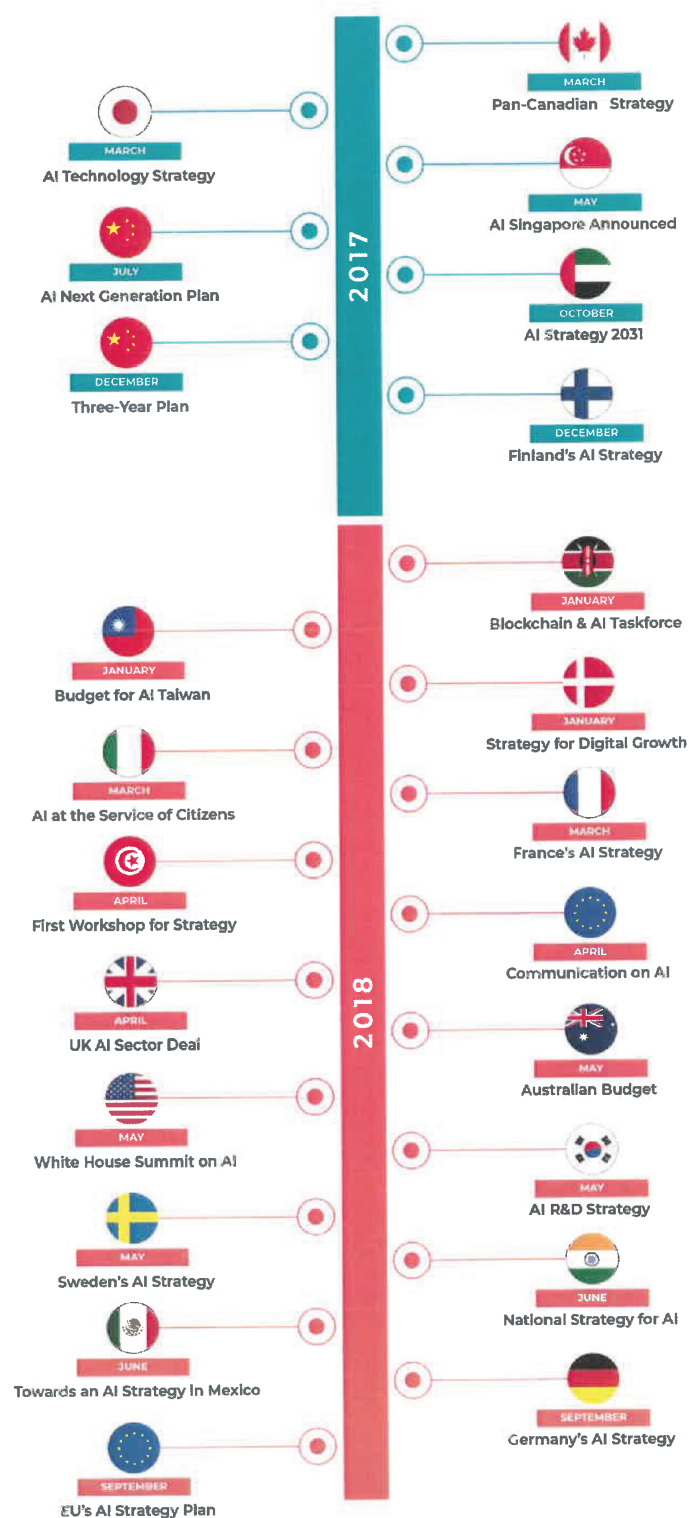 MARCH
Pan-Canadian Strategy
MARCH
AI Technology Strategy
MAY
AI Singapore Announced
JULY
AI Next Generation Plan
2017
OCTOBER
AI Strategy 2031
DECEMBER
Three-Year Plan
DECEMBER
Finland's AI Strategy
JANUARY
Blockchain & AI Taskforce
JANUARY
Budget for AI Taiwan
JANUARY
Strategy for Digital Growth
MARCH
AI at the Service of Citizens
MARCH
France's AI Strategy
APRIL
First Workshop for Strategy
APRIL
Communication on AI
2018
APRIL
UK AI Sector Deal
MAY
Australian Budget
MAY
White House Summit on AI
MAY
AI R&D Strategy
MAY
Sweden's AI Strategy
JUNE
National Strategy for AI
JUNE
Towards an AI Strategy in Mexico
SEPTEMBER
Germany's AI Strategy
SEPTEMBER
EU's AI Strategy Plan